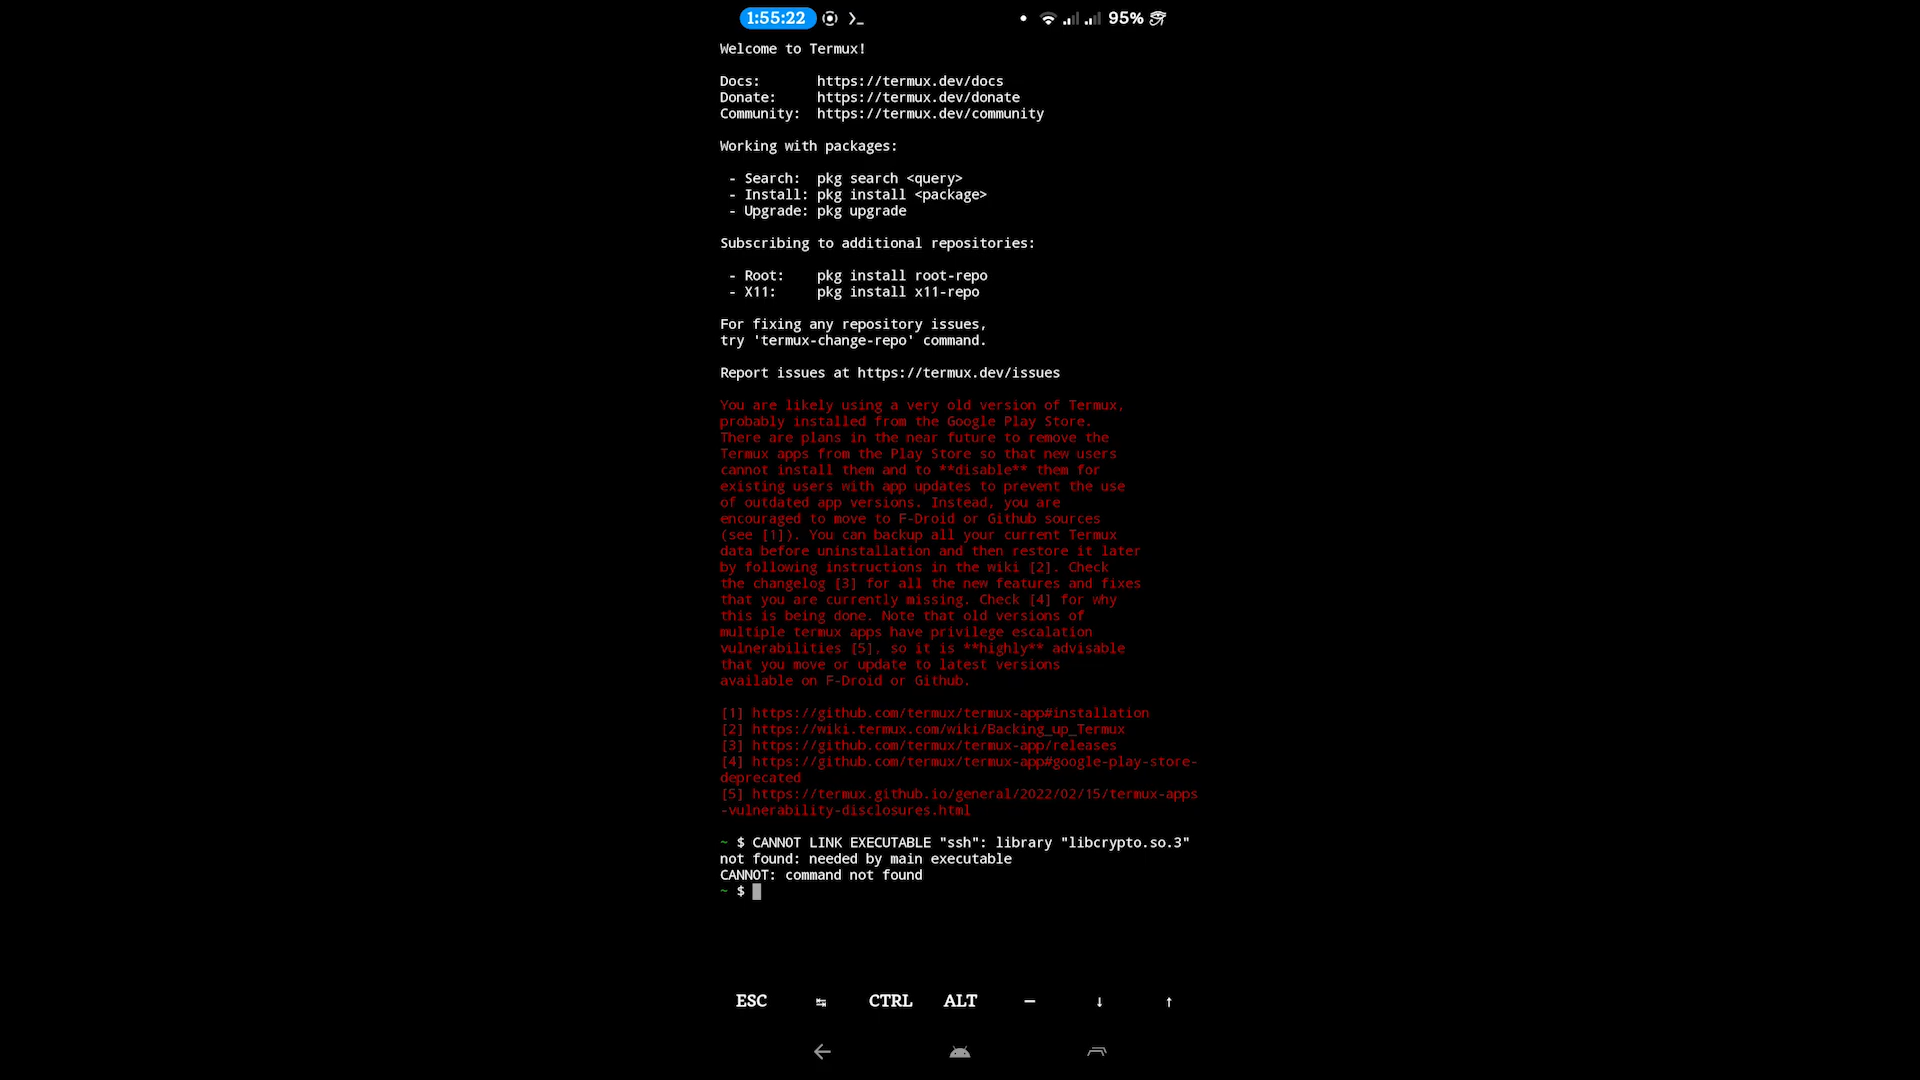 1:55:22 95%
Welcome to Termux!
Docs: https://termux.dev/docs
Donate: https://termux.dev/donate
Community: https://termux.dev/community
Working with packages:
- Search: pkg search <query>
- Install: pkg install <package>
- Upgrade: pkg upgrade
Subscribing to additional repositories:
- Root: pkg install root-repo
- X11: pkg install x11-repo
For fixing any repository issues,
try 'termux-change-repo' command.
Report issues at https://termux.dev/issues
You are likely using a very old version of Termux,
probably installed from the Google Play Store.
There are plans in the near future to remove the
Termux apps from the Play Store so that new users
cannot install them and to **disable** them for
existing users with app updates to prevent the use
of outdated app versions. Instead, you are
encouraged to move to F-Droid or Github sources
(see [1]). You can backup all your current Termux
data before uninstallation and then restore it later
by following instructions in the wiki [2]. Check
the changelog [3] for all the new features and fixes
that you are currently missing. Check [4] for why
this is being done. Note that old versions of
multiple termux apps have privilege escalation
vulnerabilities [5], so it is **highly** advisable
that you move or update to latest versions
available on F-Droid or Github.
[1] https://github.com/termux/termux-app#installation
[2] https://wiki.termux.com/wiki/Backing_up_Termux
[3] https://github.com/termux/termux-app/releases
[4] https://github.com/termux/termux-app#google-play-store-
deprecated
[5] https://termux.github.io/general/2022/02/15/termux-apps
-vulnerability-disclosures.html
~ $ CANNOT LINK EXECUTABLE "ssh": library "libcrypto.so.3"
not found: needed by main executable
CANNOT: command not found
~ $
ESC ↹ CTRL ALT — ↓ ↑